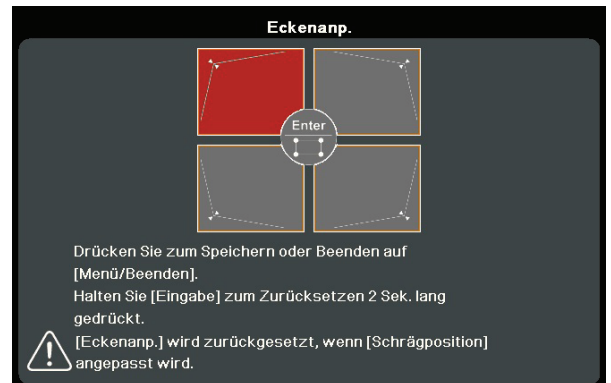 Eckenanp.
Enter
Drücken Sie zum Speichern oder Beenden auf
[Menü/Beenden].
Halten Sie [Eingabe] zum Zurücksetzen 2 Sek. lang
gedrückt.
[Eckenanp.] wird zurückgesetzt, wenn [Schrägposition]
angepasst wird.